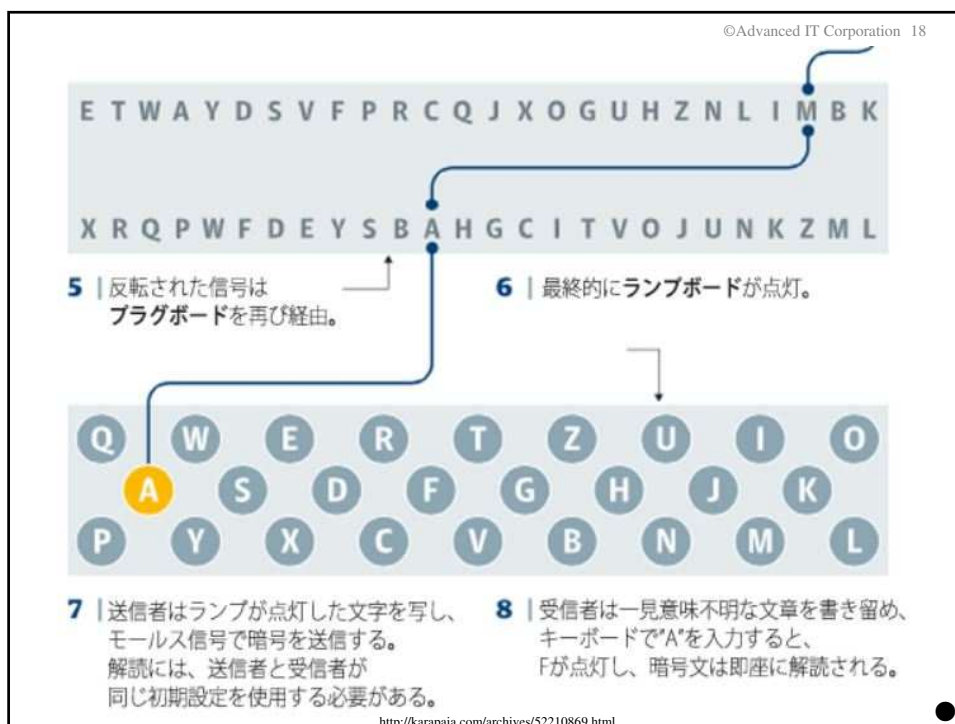 ©Advanced IT Corporation 18
E T W A Y D S V F P R C Q J X O G U H Z N L I M B K
X R Q P W F D E Y S B A H G C I T V O J U N K Z M L
5 | 反転された信号は
プラグボードを再び経由。
6 | 最終的にランプボードが点灯。
Q W E R T Z U I O
A S D F G H J K
P Y X C V B N M L
7 | 送信者はランプが点灯した文字を写し、
モールス信号で暗号を送信する。
解読には、送信者と受信者が
同じ初期設定を使用する必要がある。
8 | 受信者は一見意味不明な文章を書き留め、
キーボードで"A"を入力すると、
Fが点灯し、暗号文は即座に解読される。
http://karapaia.com/archives/52210869.html